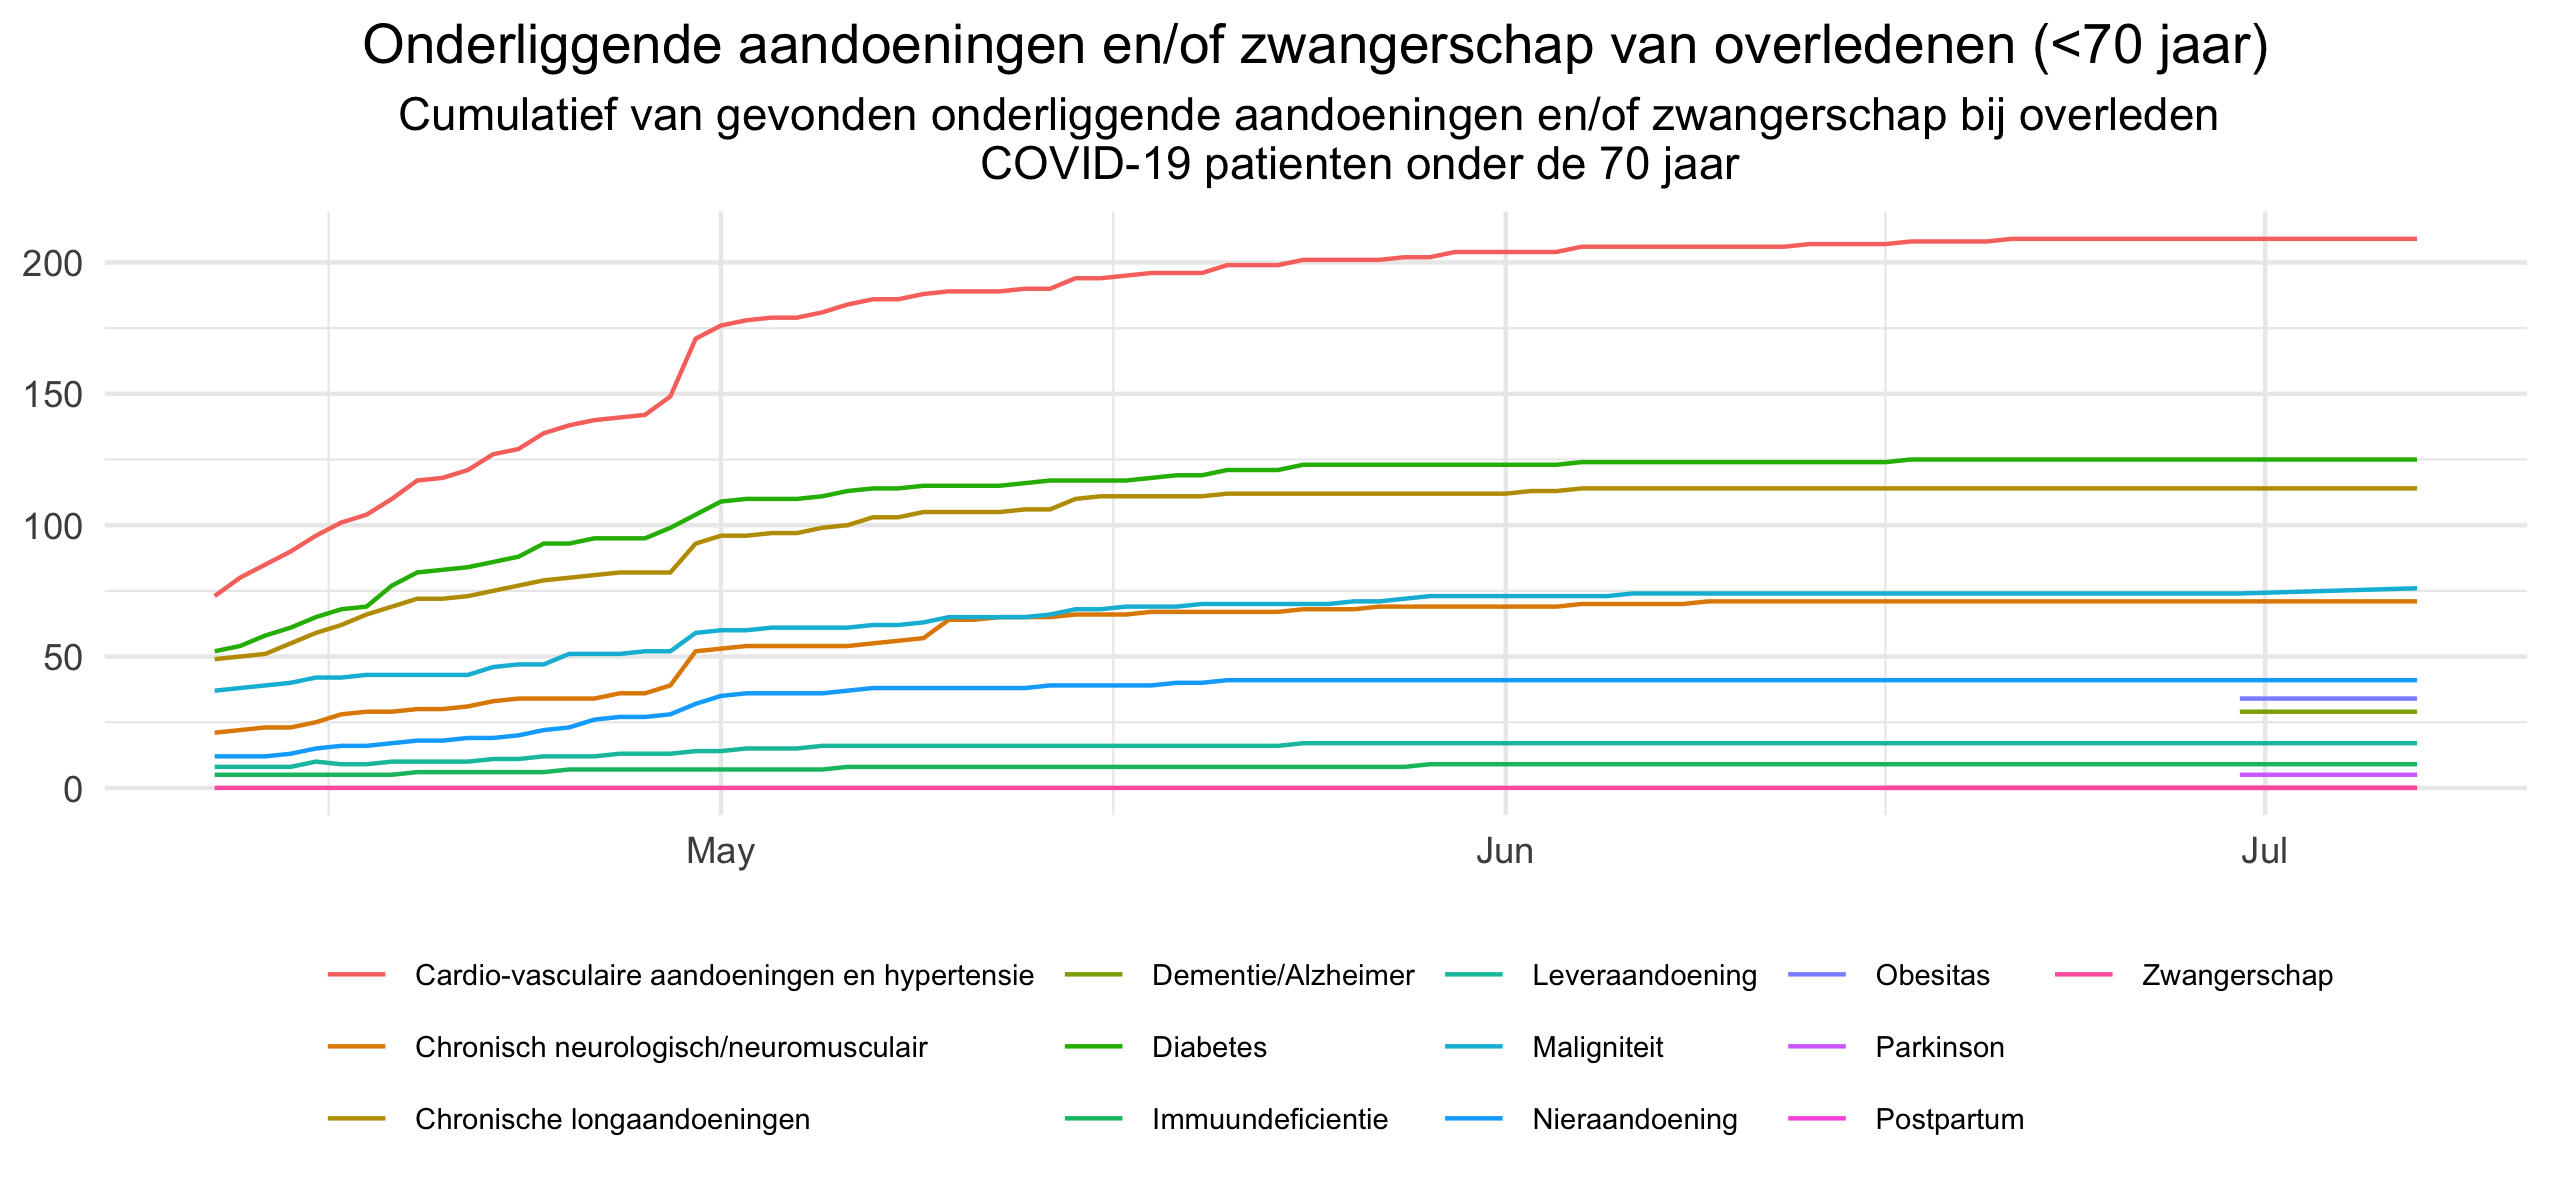 Onderliggende aandoeningen en/of zwangerschap van overledenen (<70 jaar)
Cumulatief van gevonden onderliggende aandoeningen en/of zwangerschap bij overleden
COVID-19 patienten onder de 70 jaar
200
150
100
50
0
May Jun Jul
Cardio-vasculaire aandoeningen en hypertensie Dementie/Alzheimer Leveraandoening Obesitas Zwangerschap
Chronisch neurologisch/neuromusculair Diabetes Maligniteit Parkinson
Chronische longaandoeningen Immuundeficientie Nieraandoening Postpartum